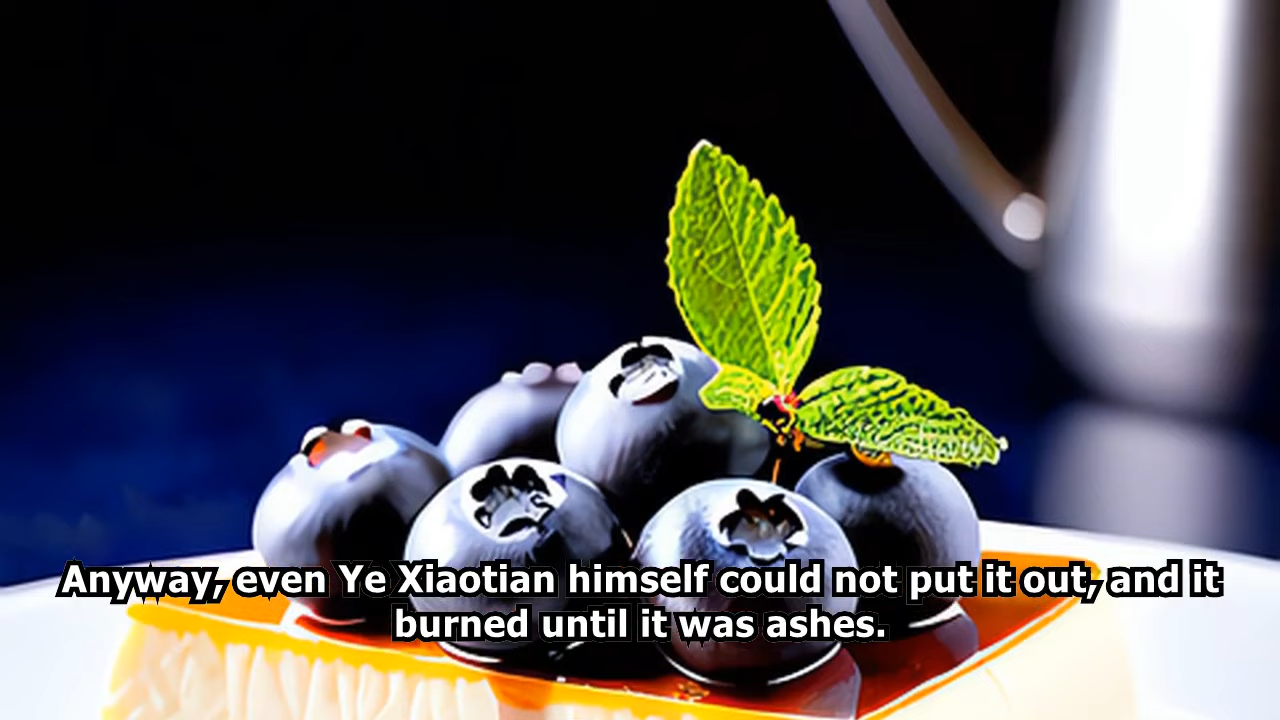 Anyway, even Ye Xiaotian himself could not put it out, and it
burned until it was ashes.